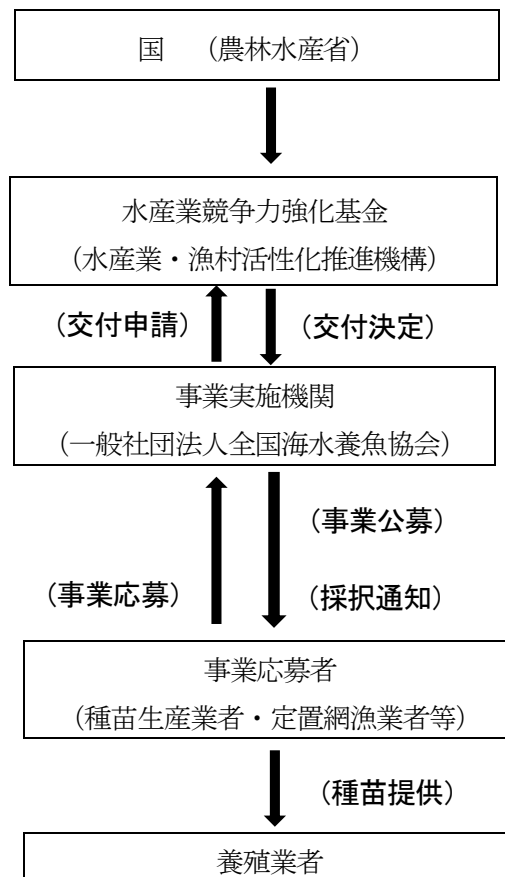 国　（農林水産省）
水産業競争力強化基金
（水産業・漁村活性化推進機構）
（交付申請）
（交付決定）
事業実施機関
（一般社団法人全国海水養魚協会）
（事業公募）
（事業応募）
（採択通知）
事業応募者
（種苗生産業者・定置網漁業者等）
（種苗提供）
養殖業者